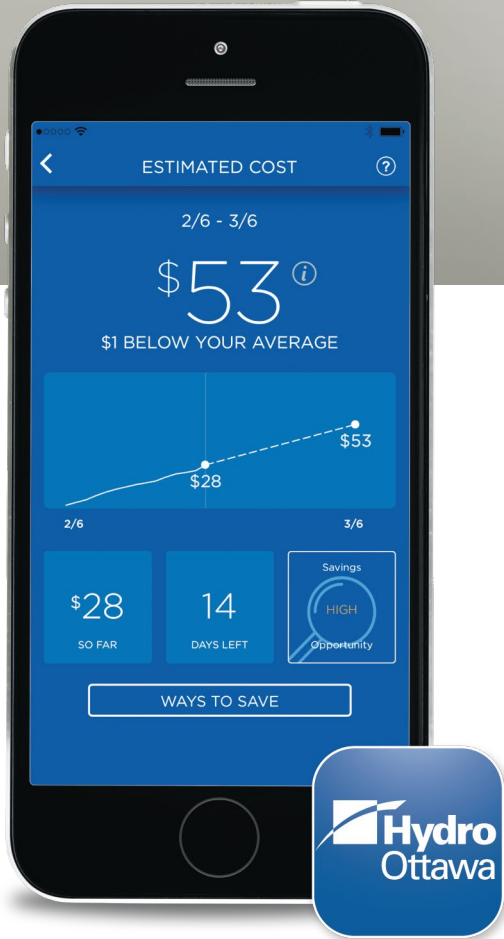 ESTIMATED COST
?
2/6 - 3/6
$53 i
$1 BELOW YOUR AVERAGE
$53
$28
2/6 3/6
$28
SO FAR
14
DAYS LEFT
Savings
HIGH
Opportunity
WAYS TO SAVE
Hydro
Ottawa